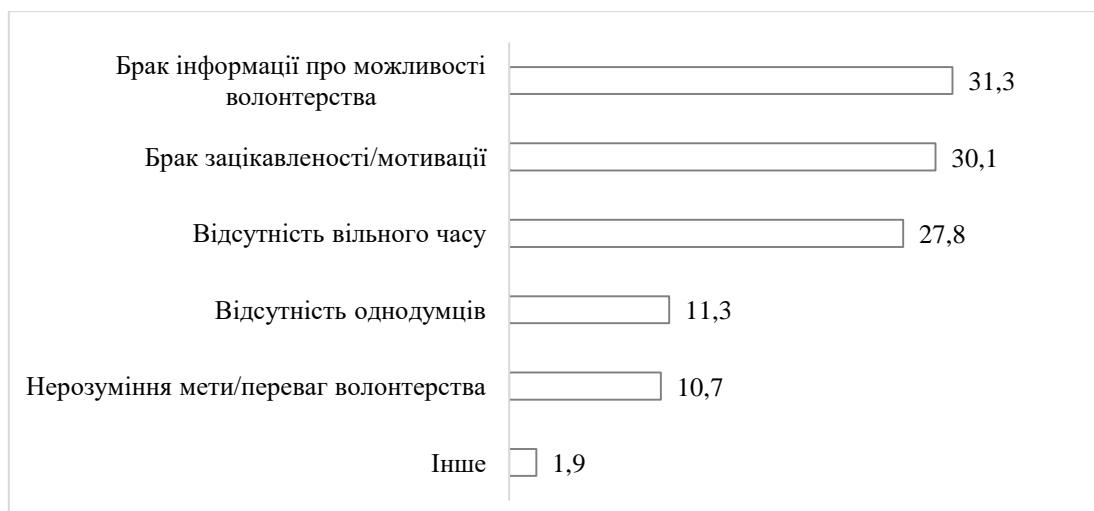 Брак інформації про можливості
волонтерства
31,3
Брак зацікавленості/мотивації
30,1
Відсутність вільного часу
27,8
Відсутність однодумців
11,3
Нерозуміння мети/переваг волонтерства
10,7
Інше
1,9